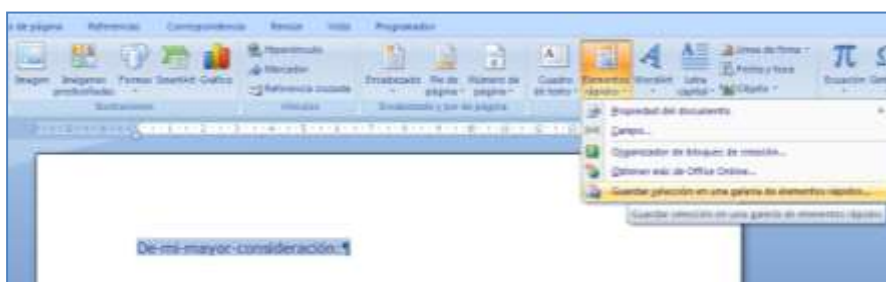 de página Referencias Correspondencia Revisar Vista Programador
Imagen Imágenes prediseñadas Formas SmartArt Gráfico
Hipervínculo
Marcador
Referencia cruzada
Encabezado Pie de página Número de página
Cuadro de texto Elementos rápidos WordArt Letra capital
Línea de firma
Fecha y hora
Objeto
Ecuación
Ilustraciones Vínculos Encabezado y pie de página
Propiedad del documento
Campo...
Organizador de bloques de creación...
Obtener más de Office Online...
Guardar selección en una galería de elementos rápidos...
Guardar selección en una galería de elementos rápidos
De·mi·mayor·consideración:¶